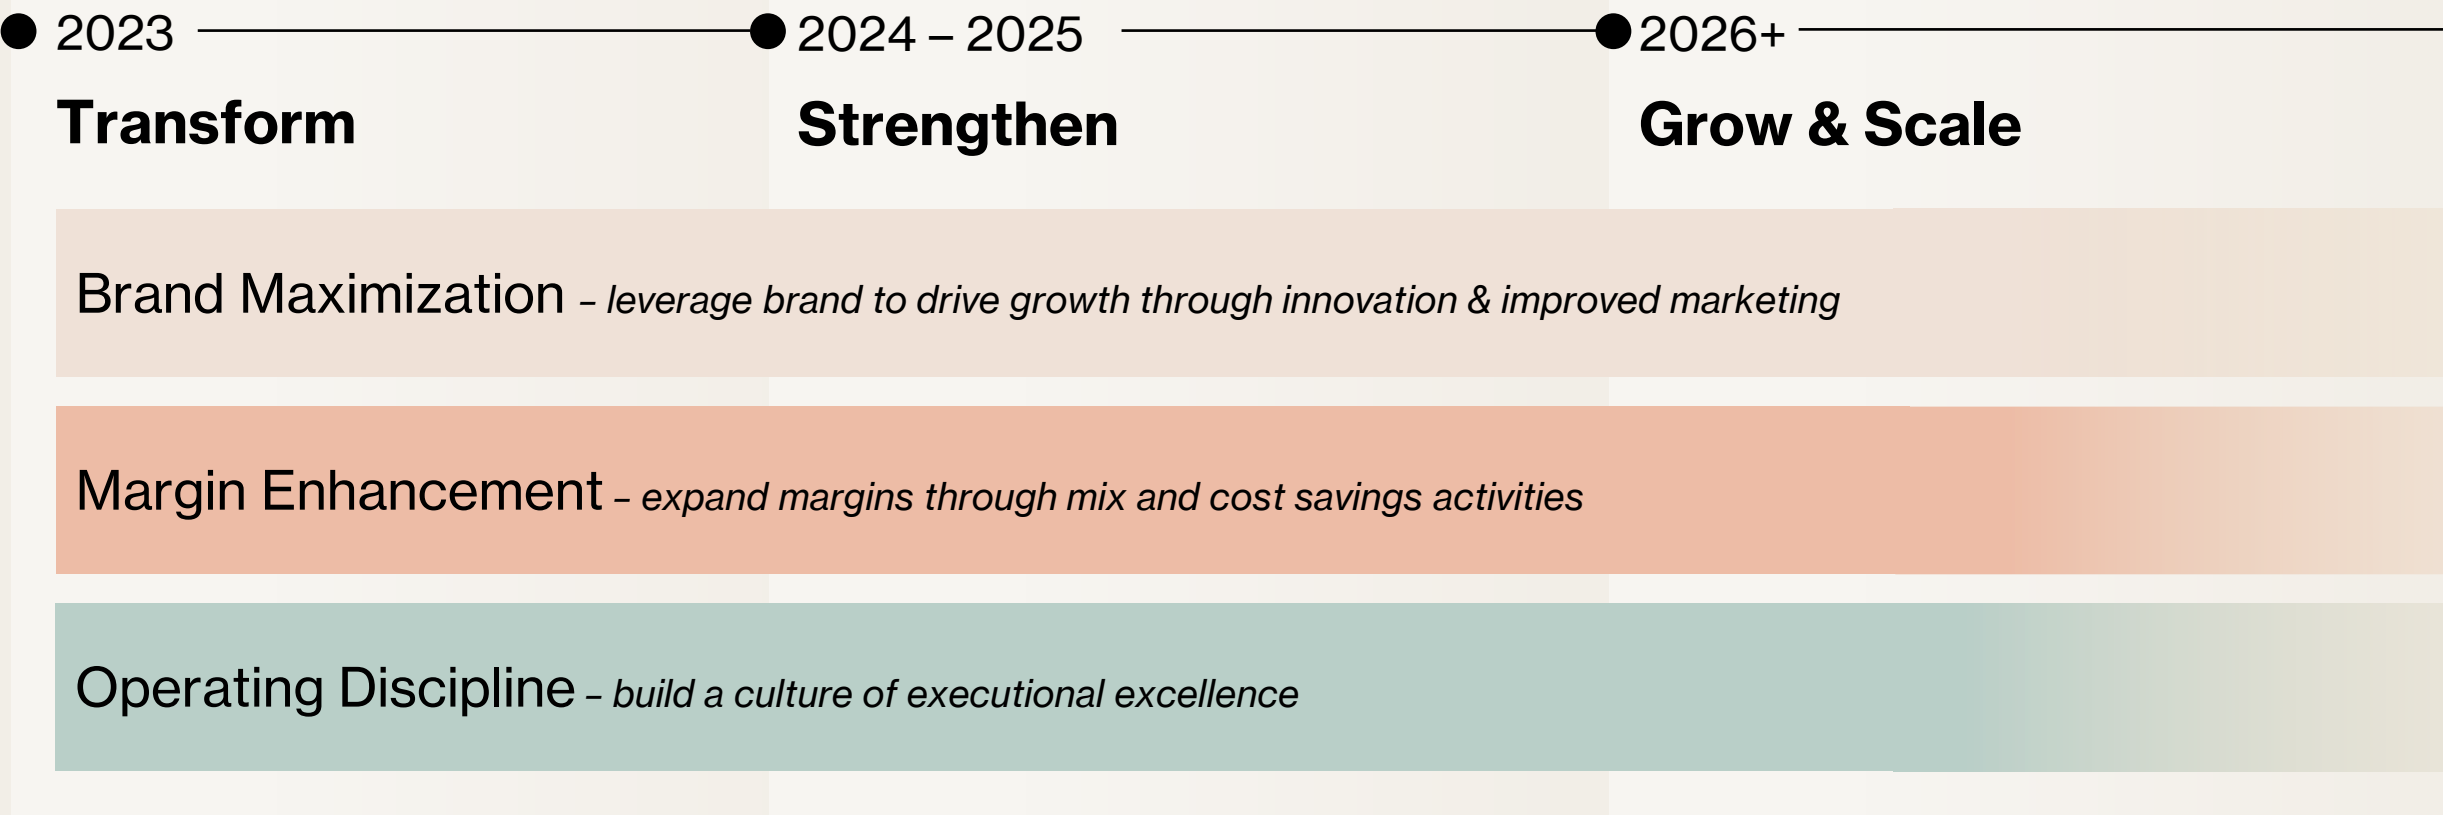 2023
2024 – 2025
2026+
Transform
Strengthen
Grow & Scale
Brand Maximization – leverage brand to drive growth through innovation & improved marketing
Margin Enhancement – expand margins through mix and cost savings activities
Operating Discipline – build a culture of executional excellence